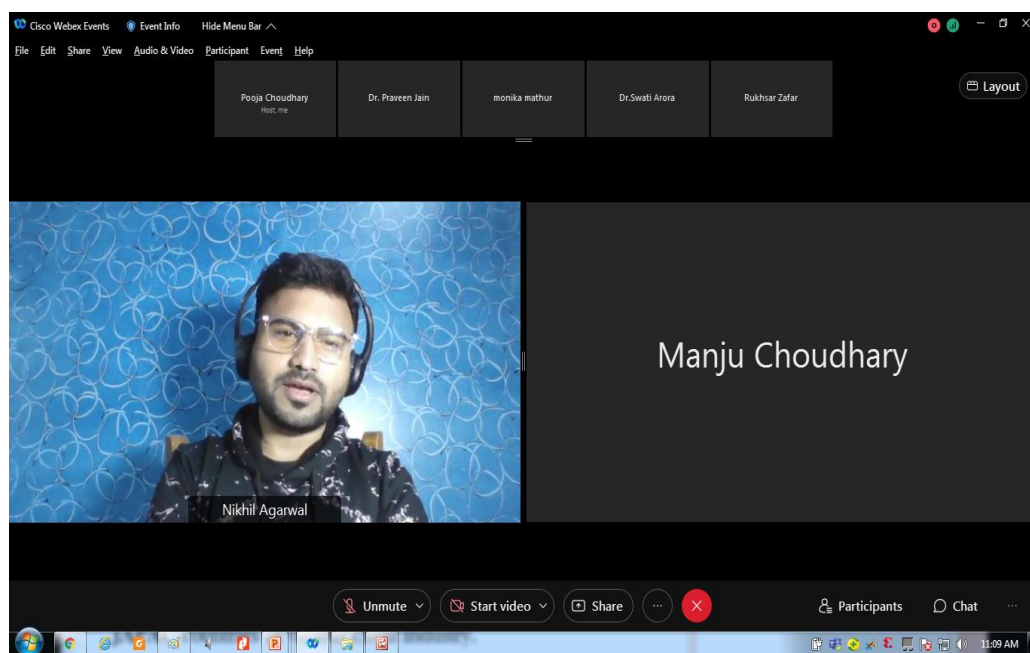 Cisco Webex Events Event Info Hide Menu Bar
File Edit Share View Audio & Video Participant Event Help
Pooja Choudhary
Host, me
Dr. Praveen Jain
monika mathur
Dr.Swati Arora
Rukhsar Zafar
Layout
Nikhil Agarwal
Manju Choudhary
Unmute Start video Share Participants Chat
11:09 AM